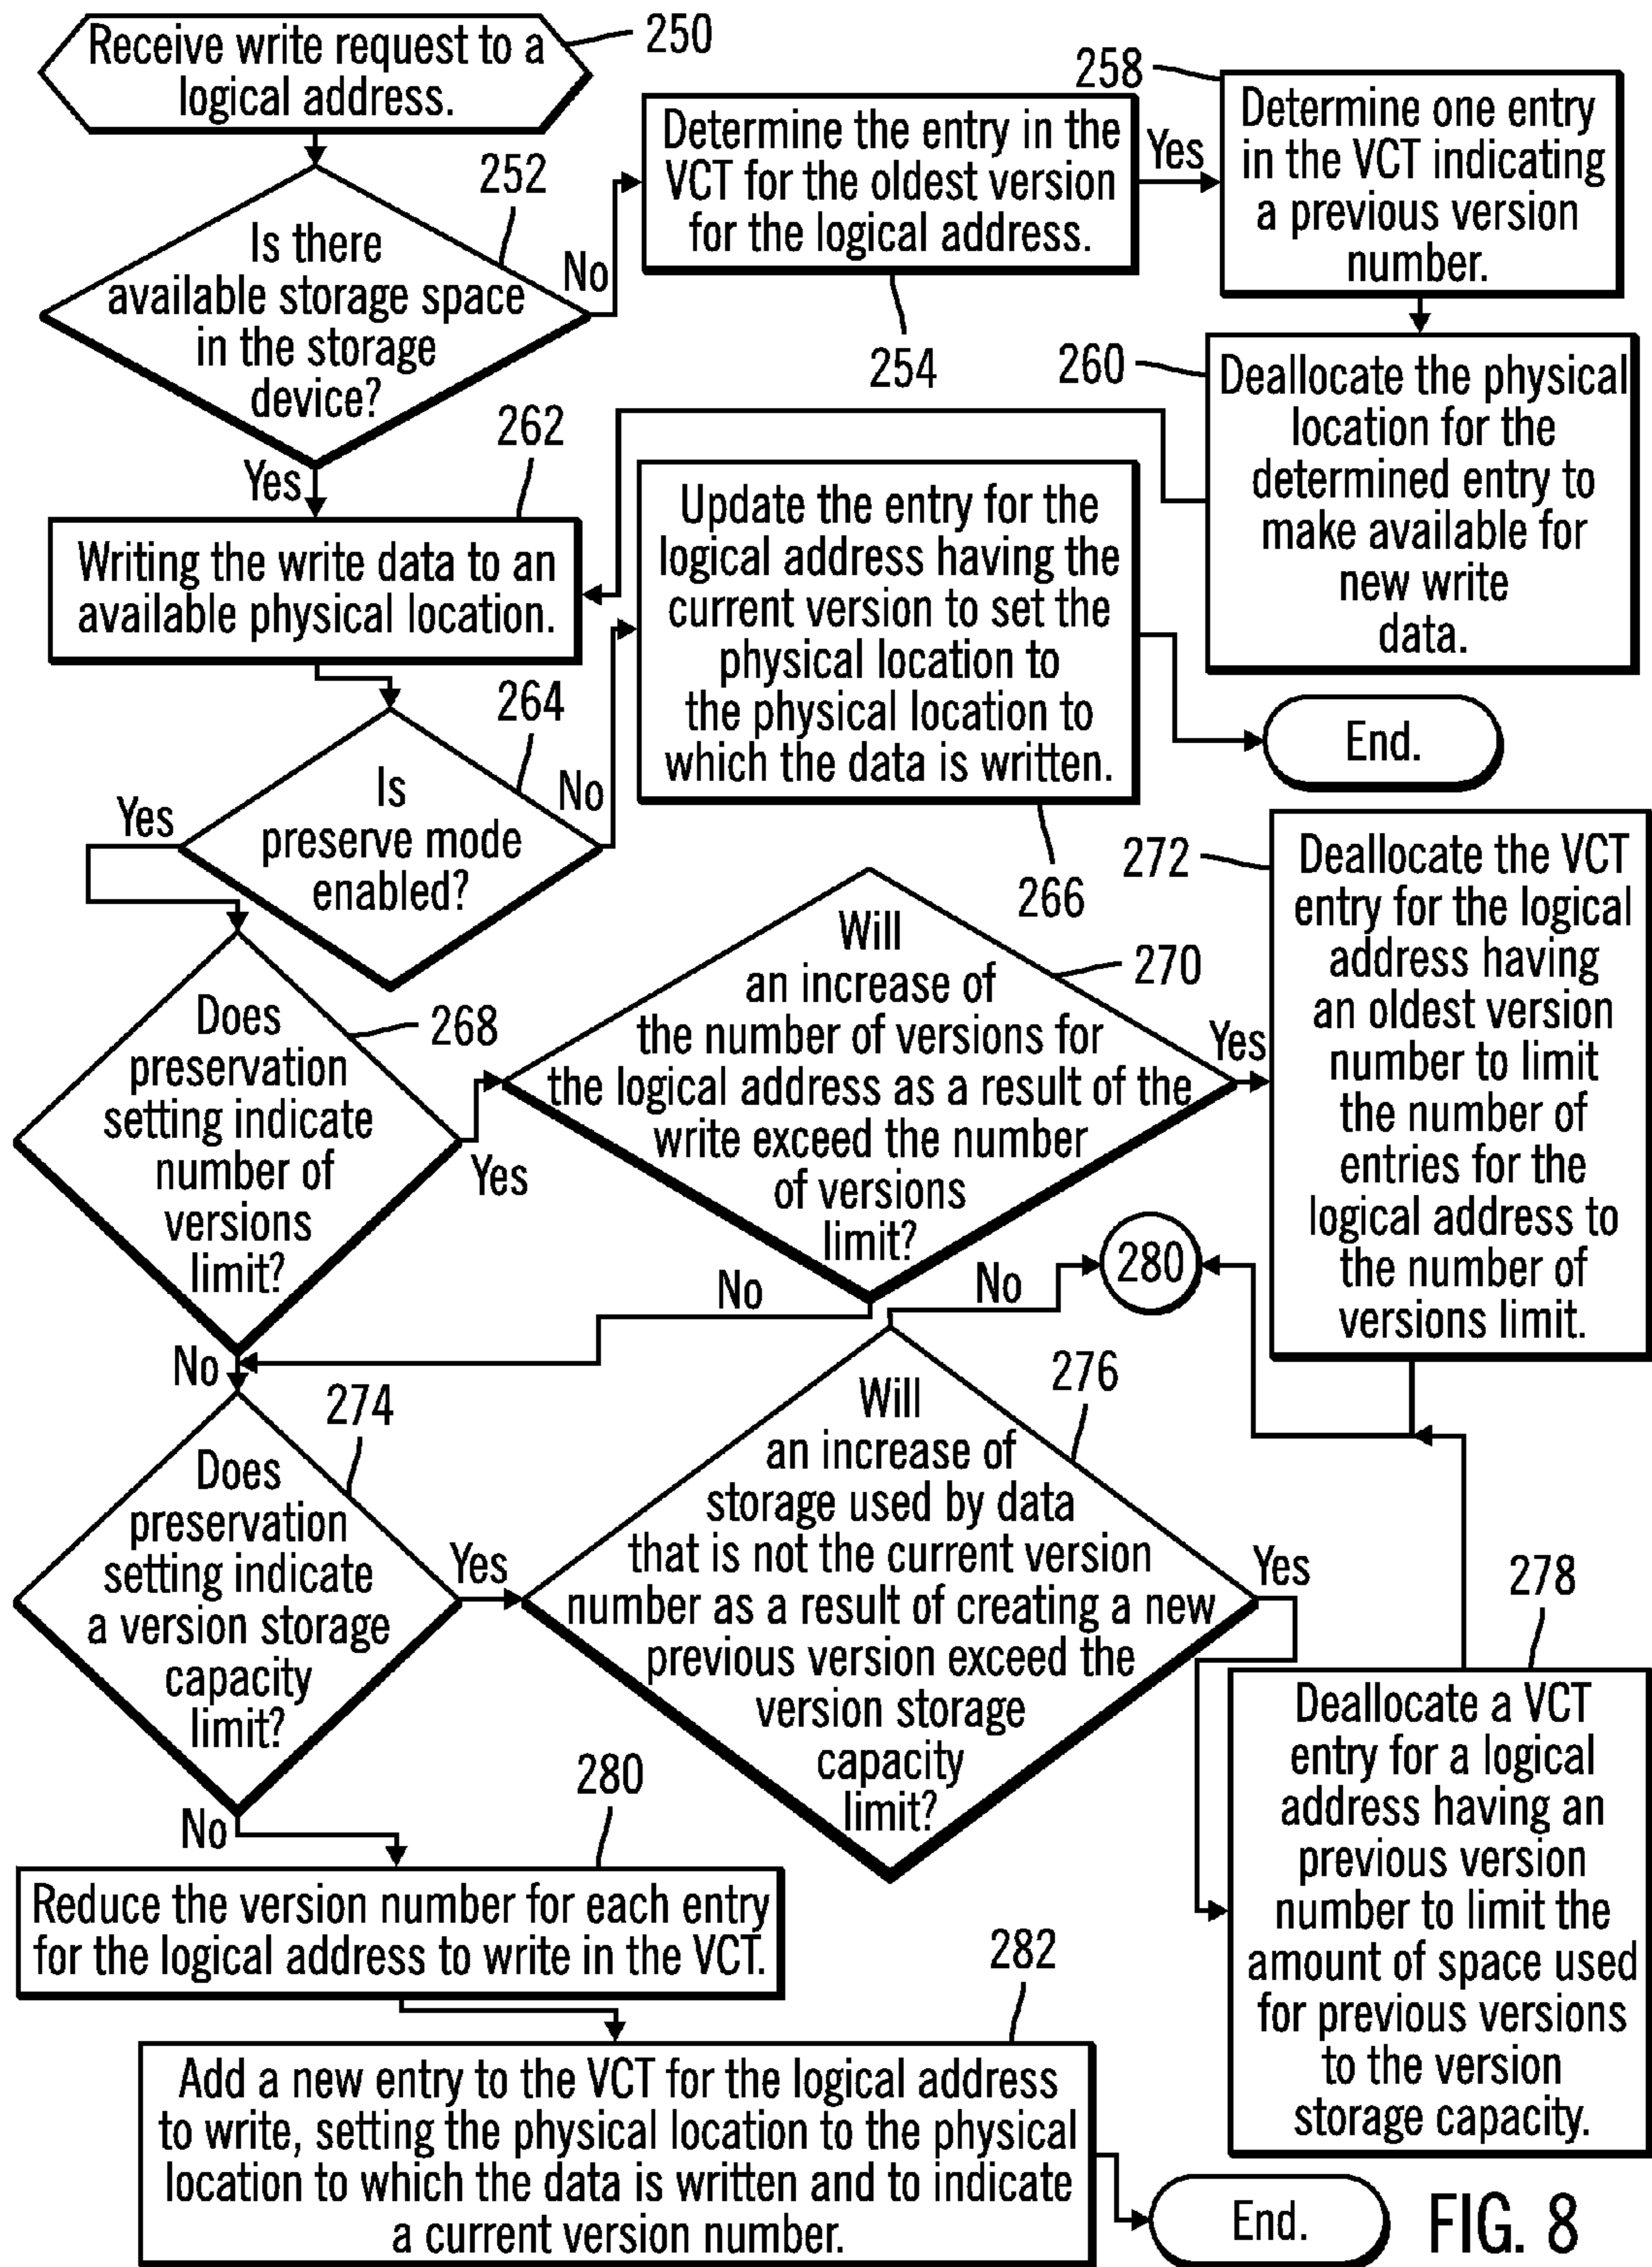 Receive write request to a
logical address.
250
Is there
available storage space
in the storage
device?
252
No
Yes
Determine the entry in the
VCT for the oldest version
for the logical address.
254
Yes
258
Determine one entry
in the VCT indicating
a previous version
number.
260
Deallocate the physical
location for the
determined entry to
make available for
new write
data.
262
Writing the write data to an
available physical location.
264
Is
preserve mode
enabled?
No
Yes
Update the entry for the
logical address having the
current version to set the
physical location to
the physical location to
which the data is written.
266
End.
268
Does
preservation
setting indicate
number of
versions
limit?
Yes
No
270
Will
an increase of
the number of versions for
the logical address as a result of the
write exceed the number
of versions
limit?
Yes
No
272
Deallocate the VCT
entry for the logical
address having
an oldest version
number to limit
the number of
entries for the
logical address to
the number of
versions limit.
280
No
274
Does
preservation
setting indicate
a version storage
capacity
limit?
Yes
No
276
Will
an increase of
storage used by data
that is not the current version
number as a result of creating a new
previous version exceed the
version storage
capacity
limit?
Yes
278
Deallocate a VCT
entry for a logical
address having an
previous version
number to limit the
amount of space used
for previous versions
to the version
storage capacity.
280
Reduce the version number for each entry
for the logical address to write in the VCT.
282
Add a new entry to the VCT for the logical address
to write, setting the physical location to the physical
location to which the data is written and to indicate
a current version number.
End.
FIG. 8